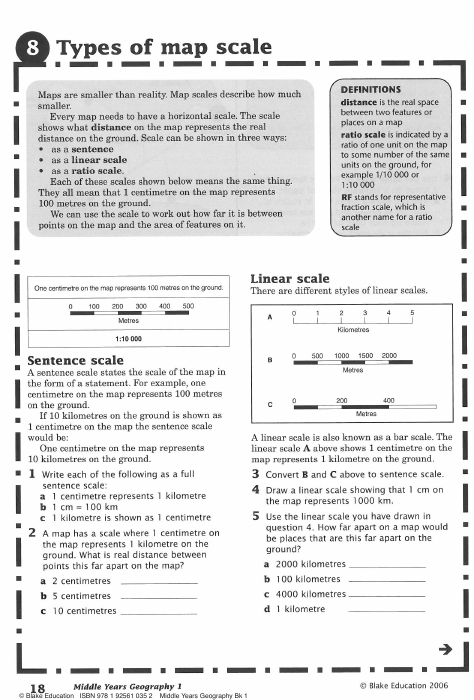 8 Types of map scale
Maps are smaller than reality. Map scales describe how much
smaller.
Every map needs to have a horizontal scale. The scale
shows what distance on the map represents the real
distance on the ground. Scale can be shown in three ways:
• as a sentence
• as a linear scale
• as a ratio scale.
Each of these scales shown below means the same thing.
They all mean that 1 centimetre on the map represents
100 metres on the ground.
We can use the scale to work out how far it is between
points on the map and the area of features on it.
DEFINITIONS
distance is the real space
between two features or
places on a map
ratio scale is indicated by a
ratio of one unit on the map
to some number of the same
units on the ground, for
example 1/10 000 or
1:10 000
RF stands for representative
fraction scale, which is
another name for a ratio
scale
One centimetre on the map represents 100 metres on the ground.
0 100 200 300 400 500
Metres
1:10 000
Sentence scale
A sentence scale states the scale of the map in
the form of a statement. For example, one
centimetre on the map represents 100 metres
on the ground.
If 10 kilometres on the ground is shown as
1 centimetre on the map the sentence scale
would be:
One centimetre on the map represents
10 kilometres on the ground.
1 Write each of the following as a full
sentence scale:
a 1 centimetre represents 1 kilometre
b 1 cm = 100 km
c 1 kilometre is shown as 1 centimetre
2 A map has a scale where 1 centimetre on
the map represents 1 kilometre on the
ground. What is real distance between
points this far apart on the map?
a 2 centimetres
b 5 centimetres
c 10 centimetres
Linear scale
There are different styles of linear scales.
A 0 1 2 3 4 5
Kilometres
B 0 500 1000 1500 2000
Metres
C 0 200 400
Metres
A linear scale is also known as a bar scale. The
linear scale A above shows 1 centimetre on the
map represents 1 kilometre on the ground.
3 Convert B and C above to sentence scale.
4 Draw a linear scale showing that 1 cm on
the map represents 1000 km.
5 Use the linear scale you have drawn in
question 4. How far apart on a map would
be places that are this far apart on the
ground?
a 2000 kilometres
b 100 kilometres
c 4000 kilometres
d 1 kilometre
18 Middle Years Geography 1
© Blake Education 2006
© Blake Education ISBN 978 1 92561 035 2 Middle Years Geography Bk 1